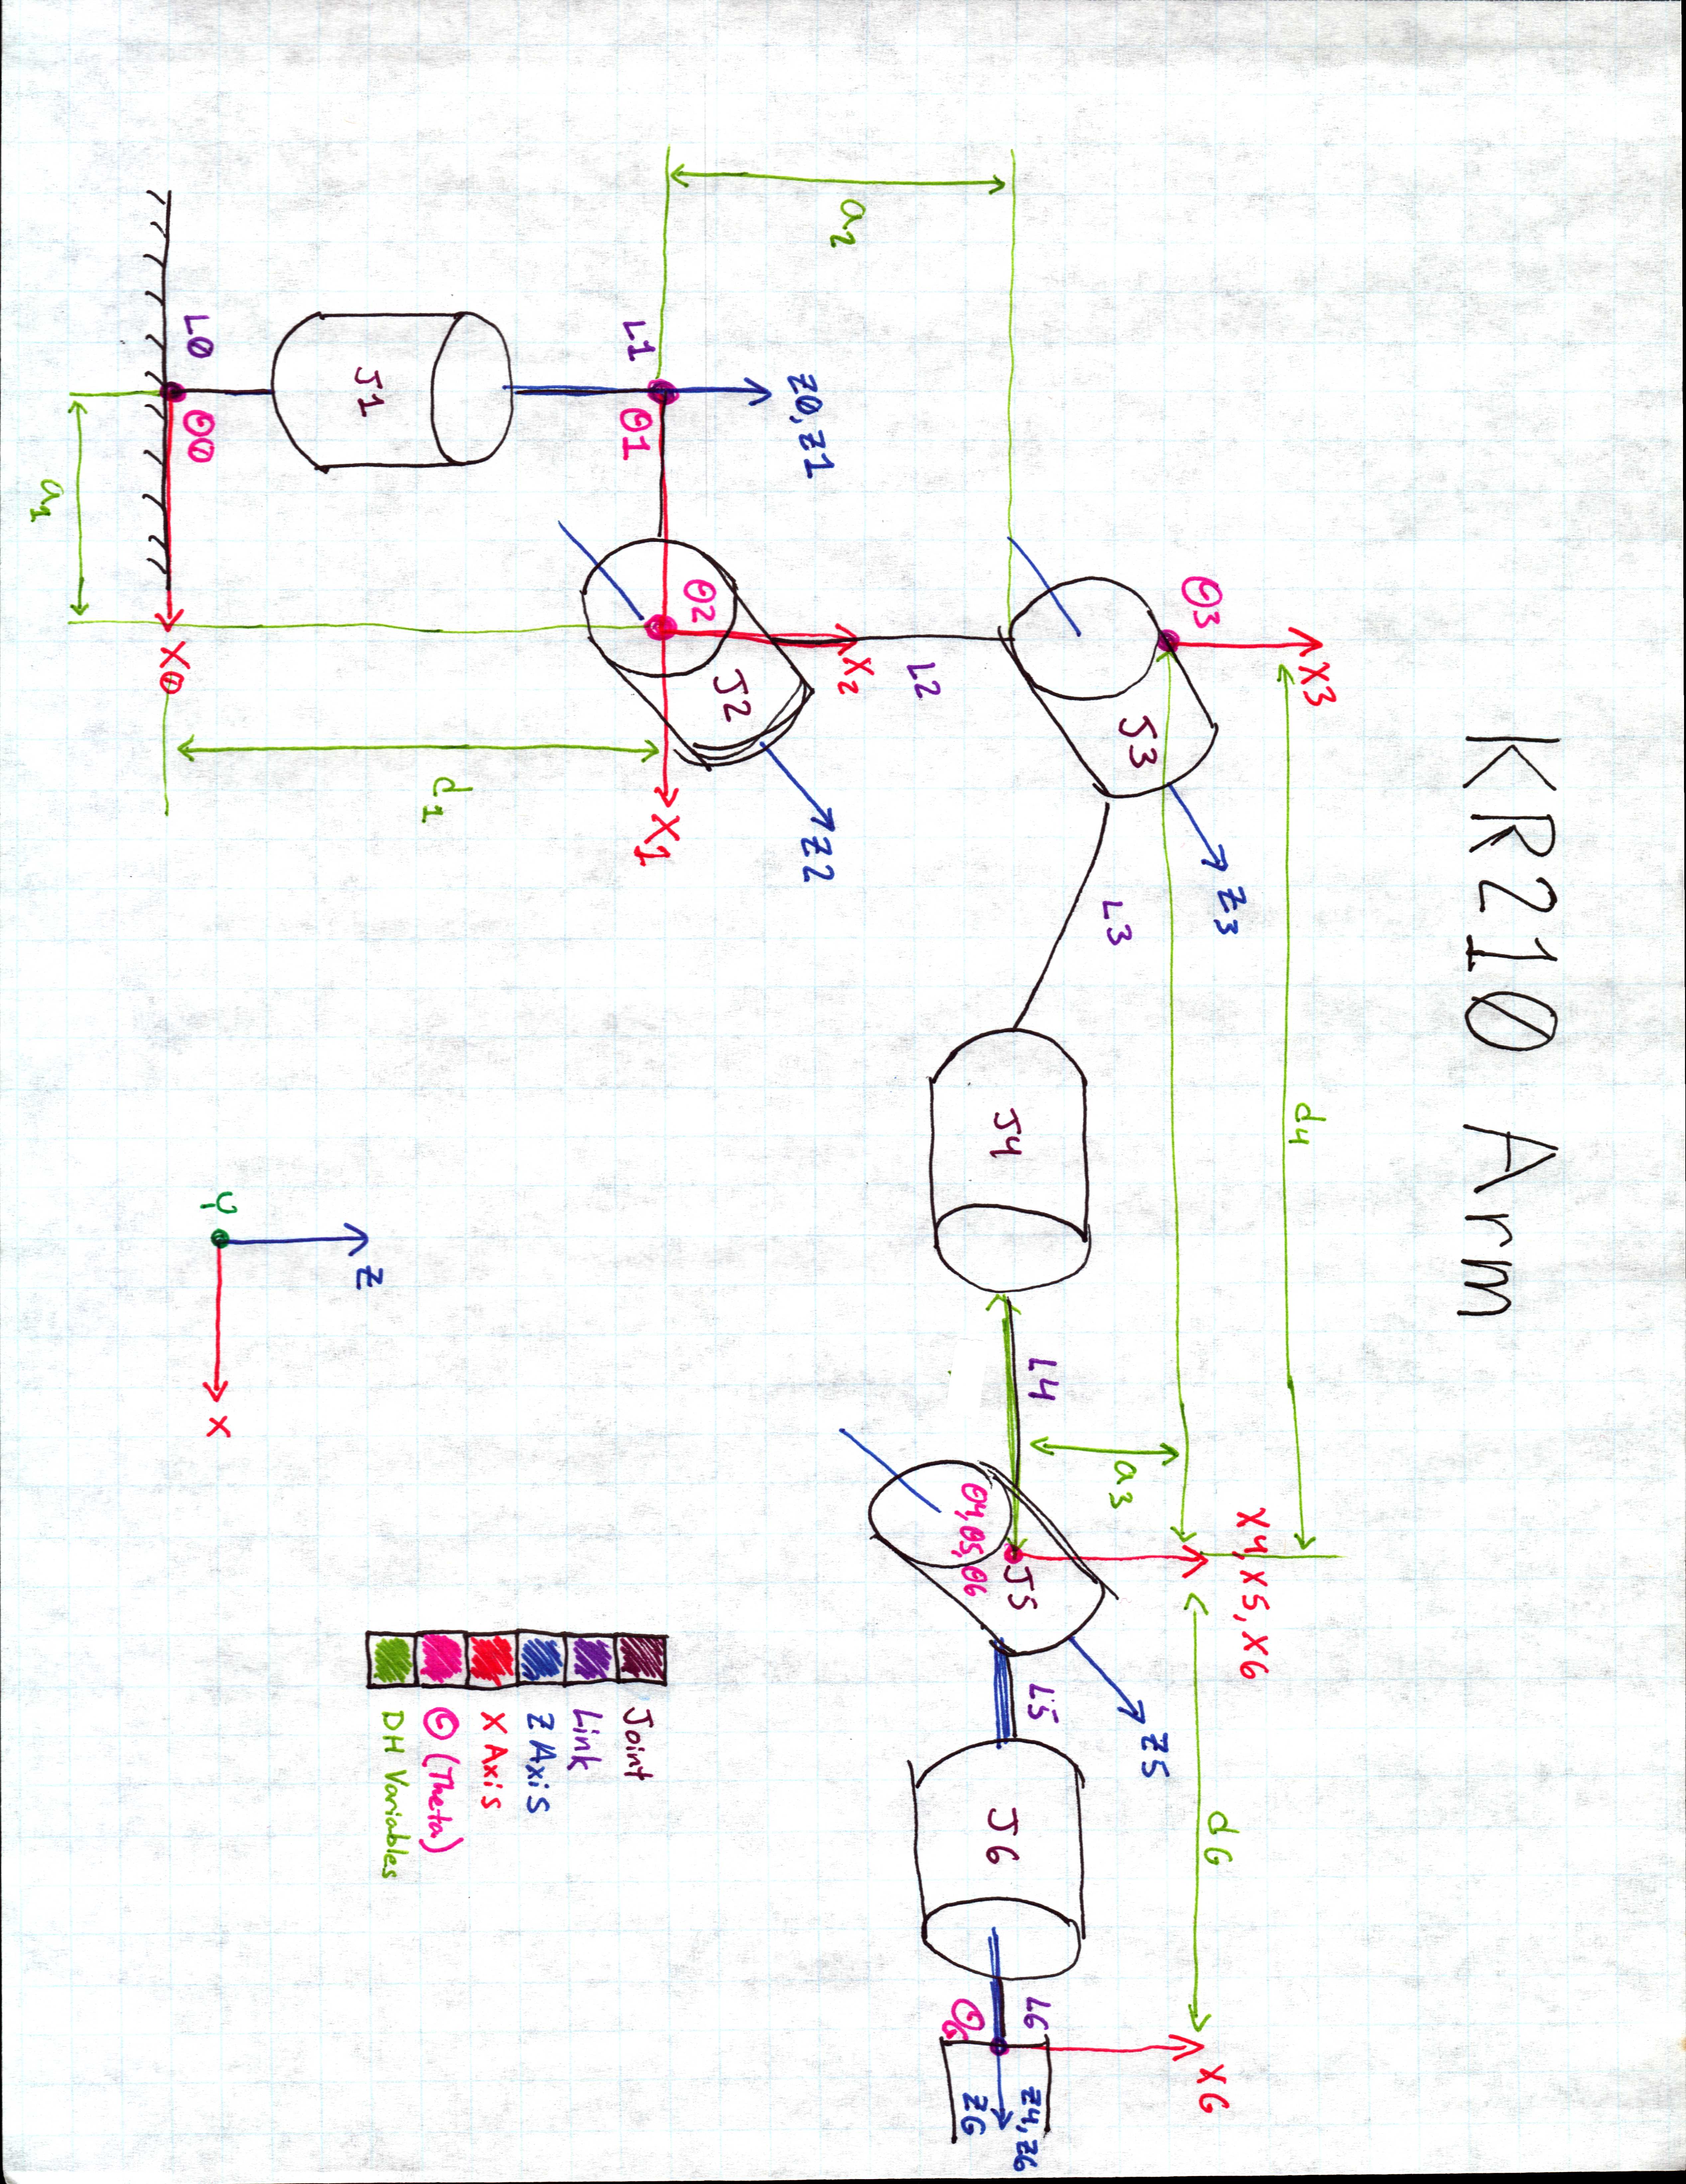 KR210 Arm
X3
d4
Z3
X4, X5, X6
Θ3
dG
XG
J3
Z5
a3
L3
L4
J5
L5
L6
Z4, Z6
J4
J6
Θ4, Θ5, Θ6
ΘG
ZG
L2
a2
X2
Z0, Z1
Z2
J2
Θ2
L1
Θ1
X1
Joint
Link
Z Axis
X Axis
Θ (Theta)
DH Variables
d1
J1
Z
Y
X
L0
Θ0
X0
a1